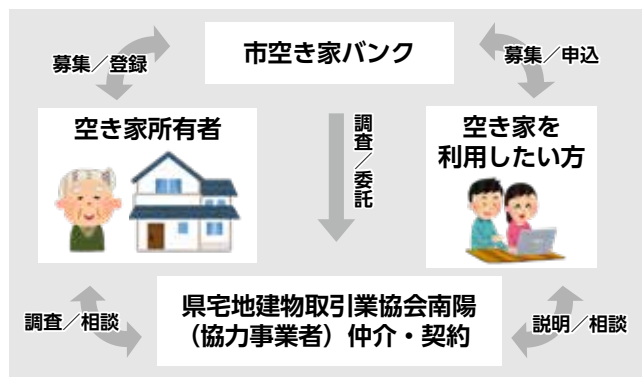 市空き家バンク
募集／登録
募集／申込
空き家所有者
調査／委託
空き家を
利用したい方
県宅地建物取引業協会南陽
（協力事業者）仲介・契約
調査／相談
説明／相談